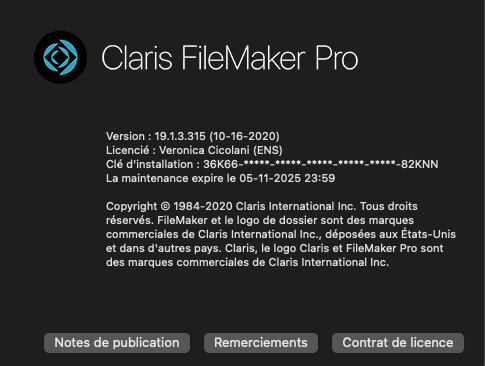 Claris FileMaker Pro
Version : 19.1.3.315 (10-16-2020)
Licencié : Veronica Cicolani (ENS)
Clé d'installation : 36K66-*****-*****-*****-*****-*****-82KNN
La maintenance expire le 05-11-2025 23:59
Copyright © 1984-2020 Claris International Inc. Tous droits
réservés. FileMaker et le logo de dossier sont des marques
commerciales de Claris International Inc., déposées aux États-Unis
et dans d'autres pays. Claris, le logo Claris et FileMaker Pro sont
des marques commerciales de Claris International Inc.
Notes de publication Remerciements Contrat de licence